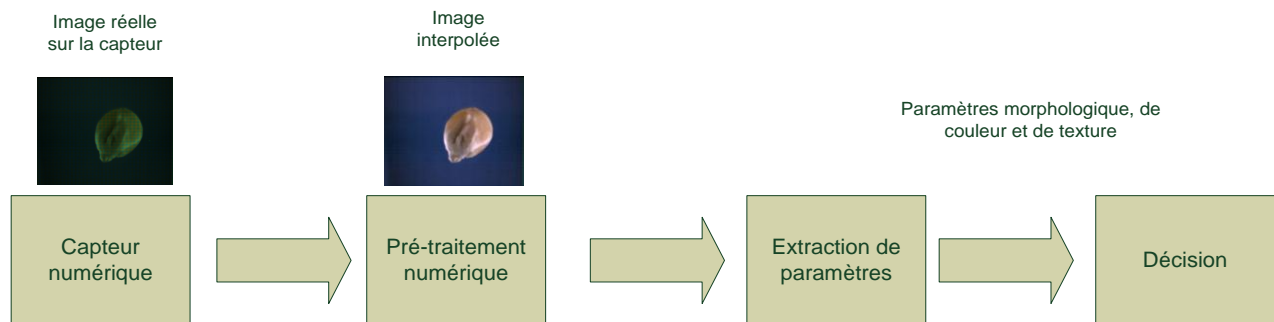 Image réelle
sur la capteur
Image
interpolée
Paramètres morphologique, de
couleur et de texture
Capteur
numérique
Pré-traitement
numérique
Extraction de
paramètres
Décision